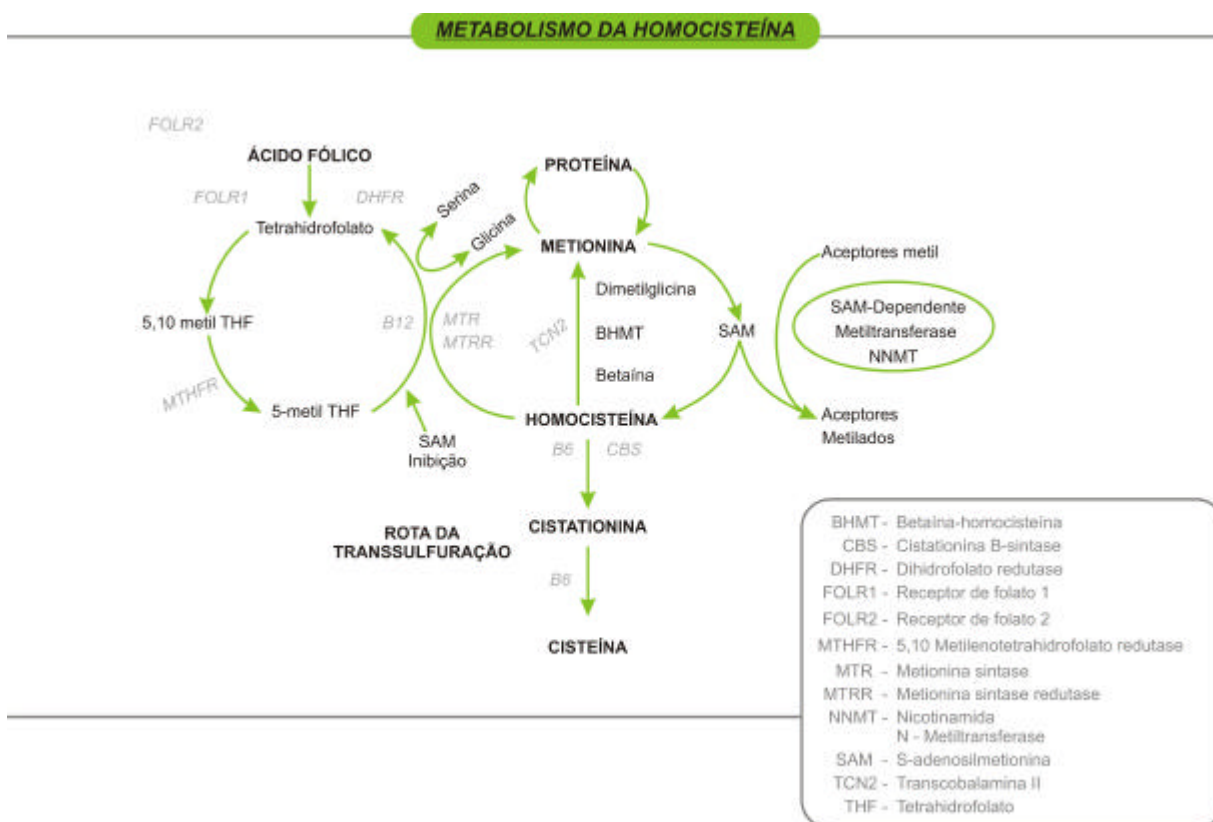 METABOLISMO DA HOMOCISTEÍNA
FOLR2
ÁCIDO FÓLICO
FOLR1
DHFR
Tetrahidrofolato
5,10 metil THF
MTHFR
5-metil THF
B12
SAM
Inibição
Serina
Glicina
MTR
MTRR
PROTEÍNA
METIONINA
TCN2
Dimetilglicina
BHMT
Betaína
HOMOCISTEÍNA
SAM
Aceptores metil
SAM-Dependente
Metiltransferase
NNMT
Aceptores
Metilados
B6
CBS
CISTATIONINA
ROTA DA
TRANSSULFURAÇÃO
B6
CISTEÍNA
BHMT - Betaína-homocisteína
CBS - Cistationina B-sintase
DHFR - Dihidrofolato redutase
FOLR1 - Receptor de folato 1
FOLR2 - Receptor de folato 2
MTHFR - 5,10 Metilenotetrahidrofolato redutase
MTR - Metionina sintase
MTRR - Metionina sintase redutase
NNMT - Nicotinamida
N - Metiltransferase
SAM - S-adenosilmetionina
TCN2 - Transcobalamina II
THF - Tetrahidrofolato